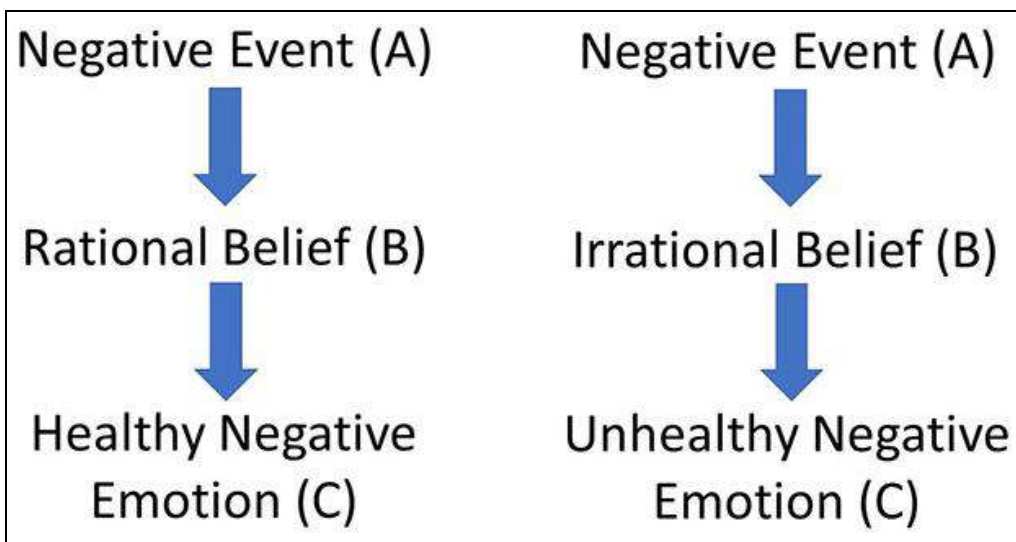 Negative Event (A)
Rational Belief (B)
Healthy Negative
Emotion (C)
Negative Event (A)
Irrational Belief (B)
Unhealthy Negative
Emotion (C)